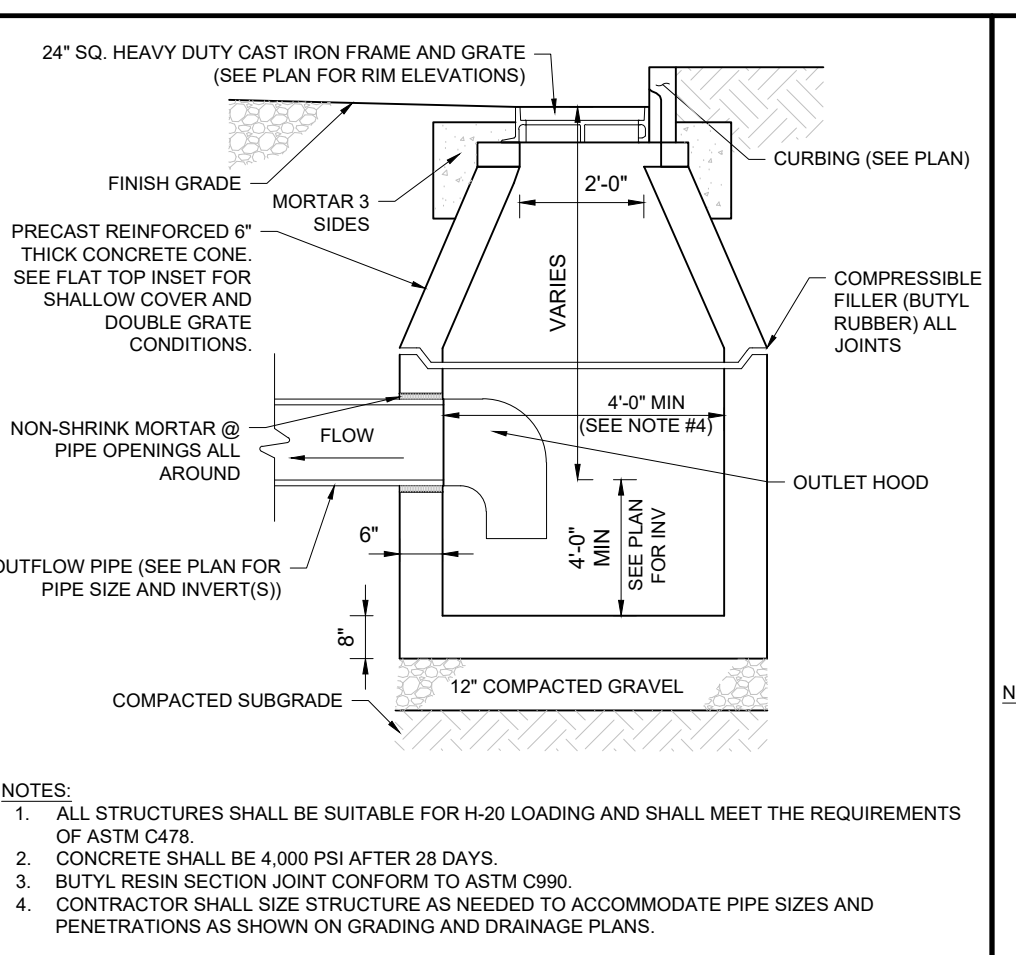 24" SQ. HEAVY DUTY CAST IRON FRAME AND GRATE
(SEE PLAN FOR RIM ELEVATIONS)
FINISH GRADE
MORTAR 3
SIDES
2'-0"
CURBING (SEE PLAN)
PRECAST REINFORCED 6"
THICK CONCRETE CONE.
SEE FLAT TOP INSET FOR
SHALLOW COVER AND
DOUBLE GRATE
CONDITIONS.
VARIES
COMPRESSIBLE
FILLER (BUTYL
RUBBER) ALL
JOINTS
NON-SHRINK MORTAR @
PIPE OPENINGS ALL
AROUND
FLOW
4'-0" MIN
(SEE NOTE #4)
OUTLET HOOD
6"
4'-0"
MIN
SEE PLAN
FOR INV
OUTFLOW PIPE (SEE PLAN FOR
PIPE SIZE AND INVERT(S))
8"
12" COMPACTED GRAVEL
COMPACTED SUBGRADE
N
NOTES:
1. ALL STRUCTURES SHALL BE SUITABLE FOR H-20 LOADING AND SHALL MEET THE REQUIREMENTS
OF ASTM C478.
2. CONCRETE SHALL BE 4,000 PSI AFTER 28 DAYS.
3. BUTYL RESIN SECTION JOINT CONFORM TO ASTM C990.
4. CONTRACTOR SHALL SIZE STRUCTURE AS NEEDED TO ACCOMMODATE PIPE SIZES AND
PENETRATIONS AS SHOWN ON GRADING AND DRAINAGE PLANS.